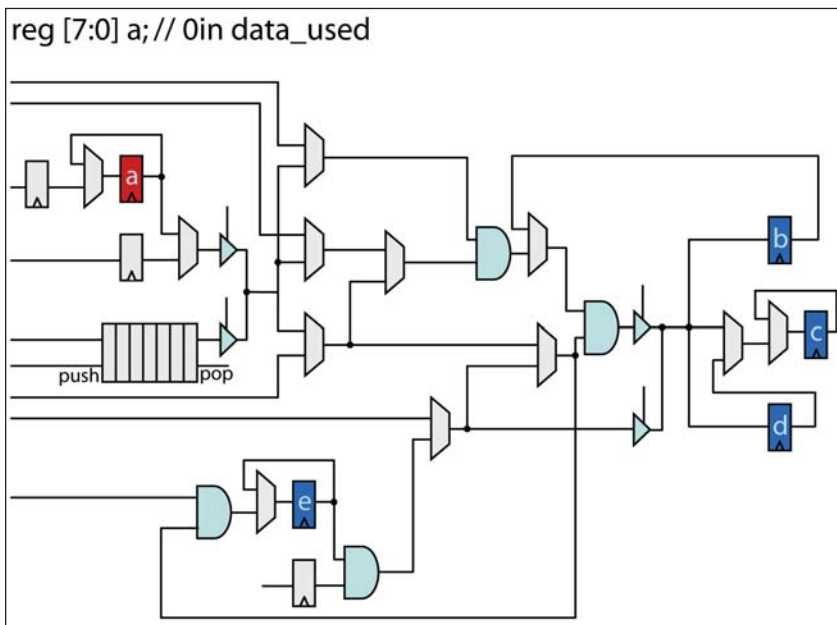 reg [7:0] a; // 0in data_used
a
b
c
push
pop
d
e